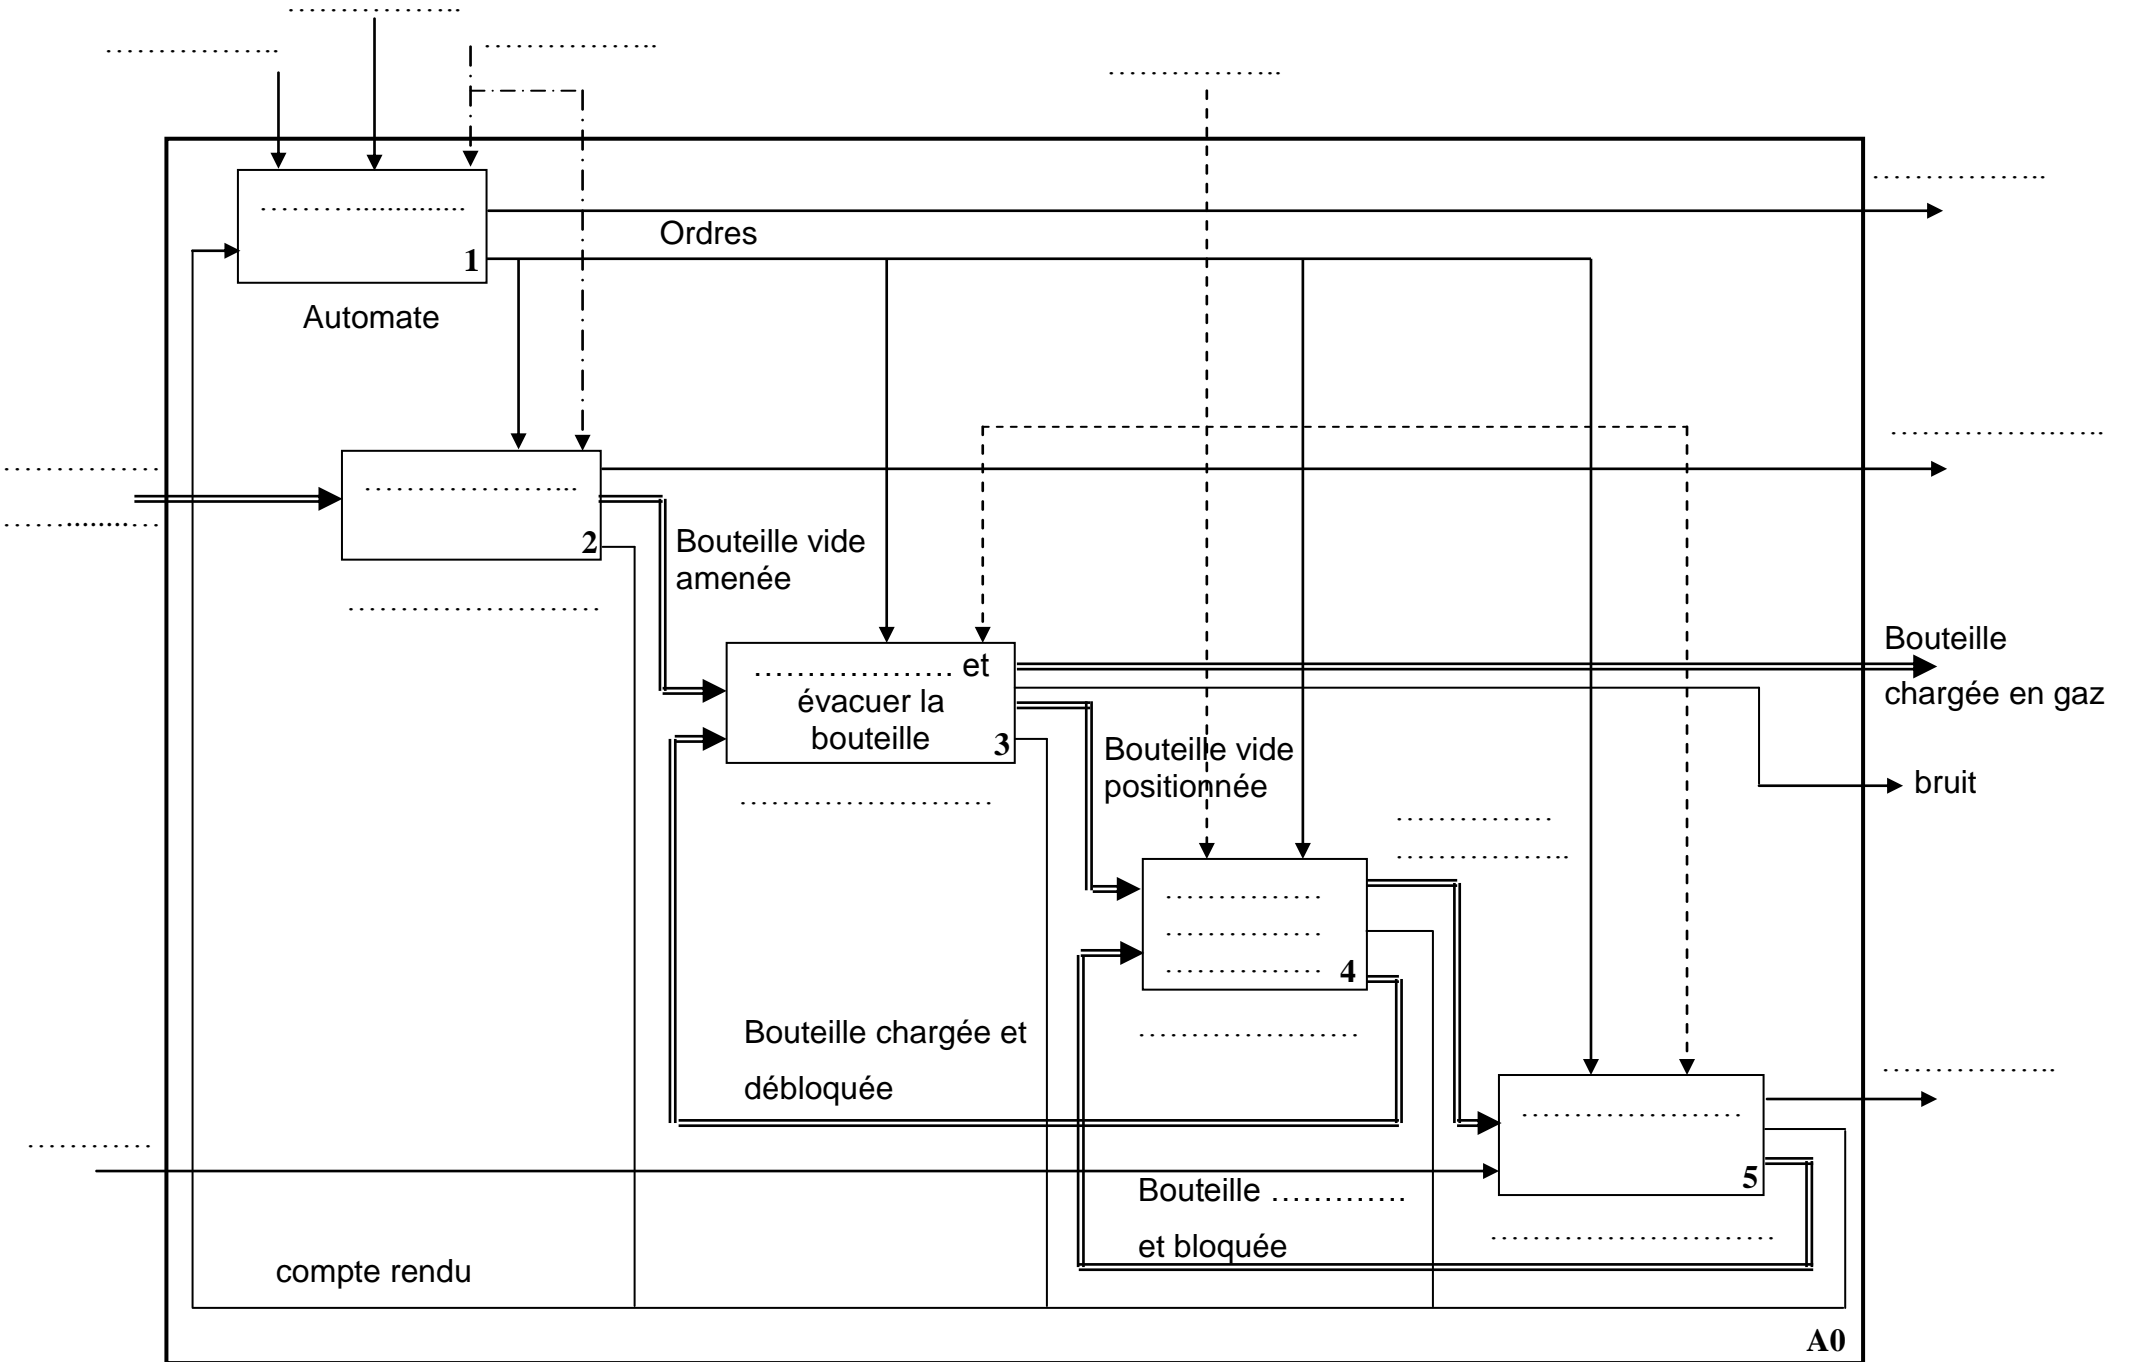 Ordres
1
Automate
2
Bouteille vide
amenée
.................. et
évacuer la
bouteille
3
Bouteille
chargée en gaz
Bouteille vide
positionnée
bruit
4
Bouteille chargée et
débloquée
5
Bouteille .............
et bloquée
compte rendu
A0